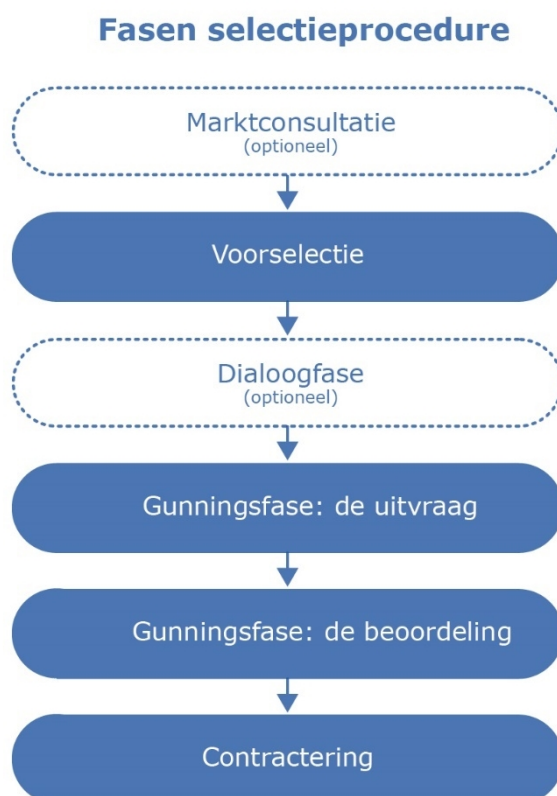 Fasen selectieprocedure
Marktconsultatie
(optioneel)
Voorselectie
Dialoogfase
(optioneel)
Gunningsfase: de uitvraag
Gunningsfase: de beoordeling
Contractering